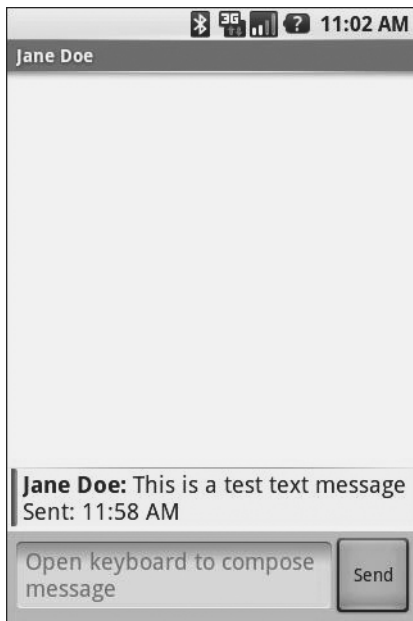 3G ? 11:02 AM
Jane Doe
Jane Doe: This is a test text message
Sent: 11:58 AM
Open keyboard to compose
message
Send